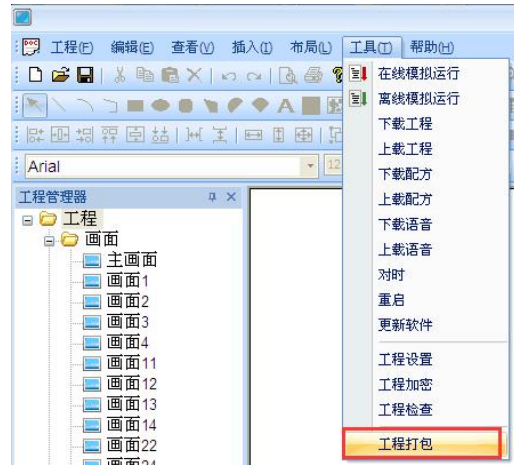 工程(F) 编辑(E) 查看(V) 插入(I) 布局(L) 工具(T) 帮助(H)
在线模拟运行
离线模拟运行
下载工程
上载工程
下载配方
上载配方
下载语音
上载语音
对时
重启
更新软件
工程设置
工程加密
工程检查
工程打包
Arial
12
工程管理器
工程
画面
主画面
画面1
画面2
画面3
画面4
画面11
画面12
画面13
画面14
画面22